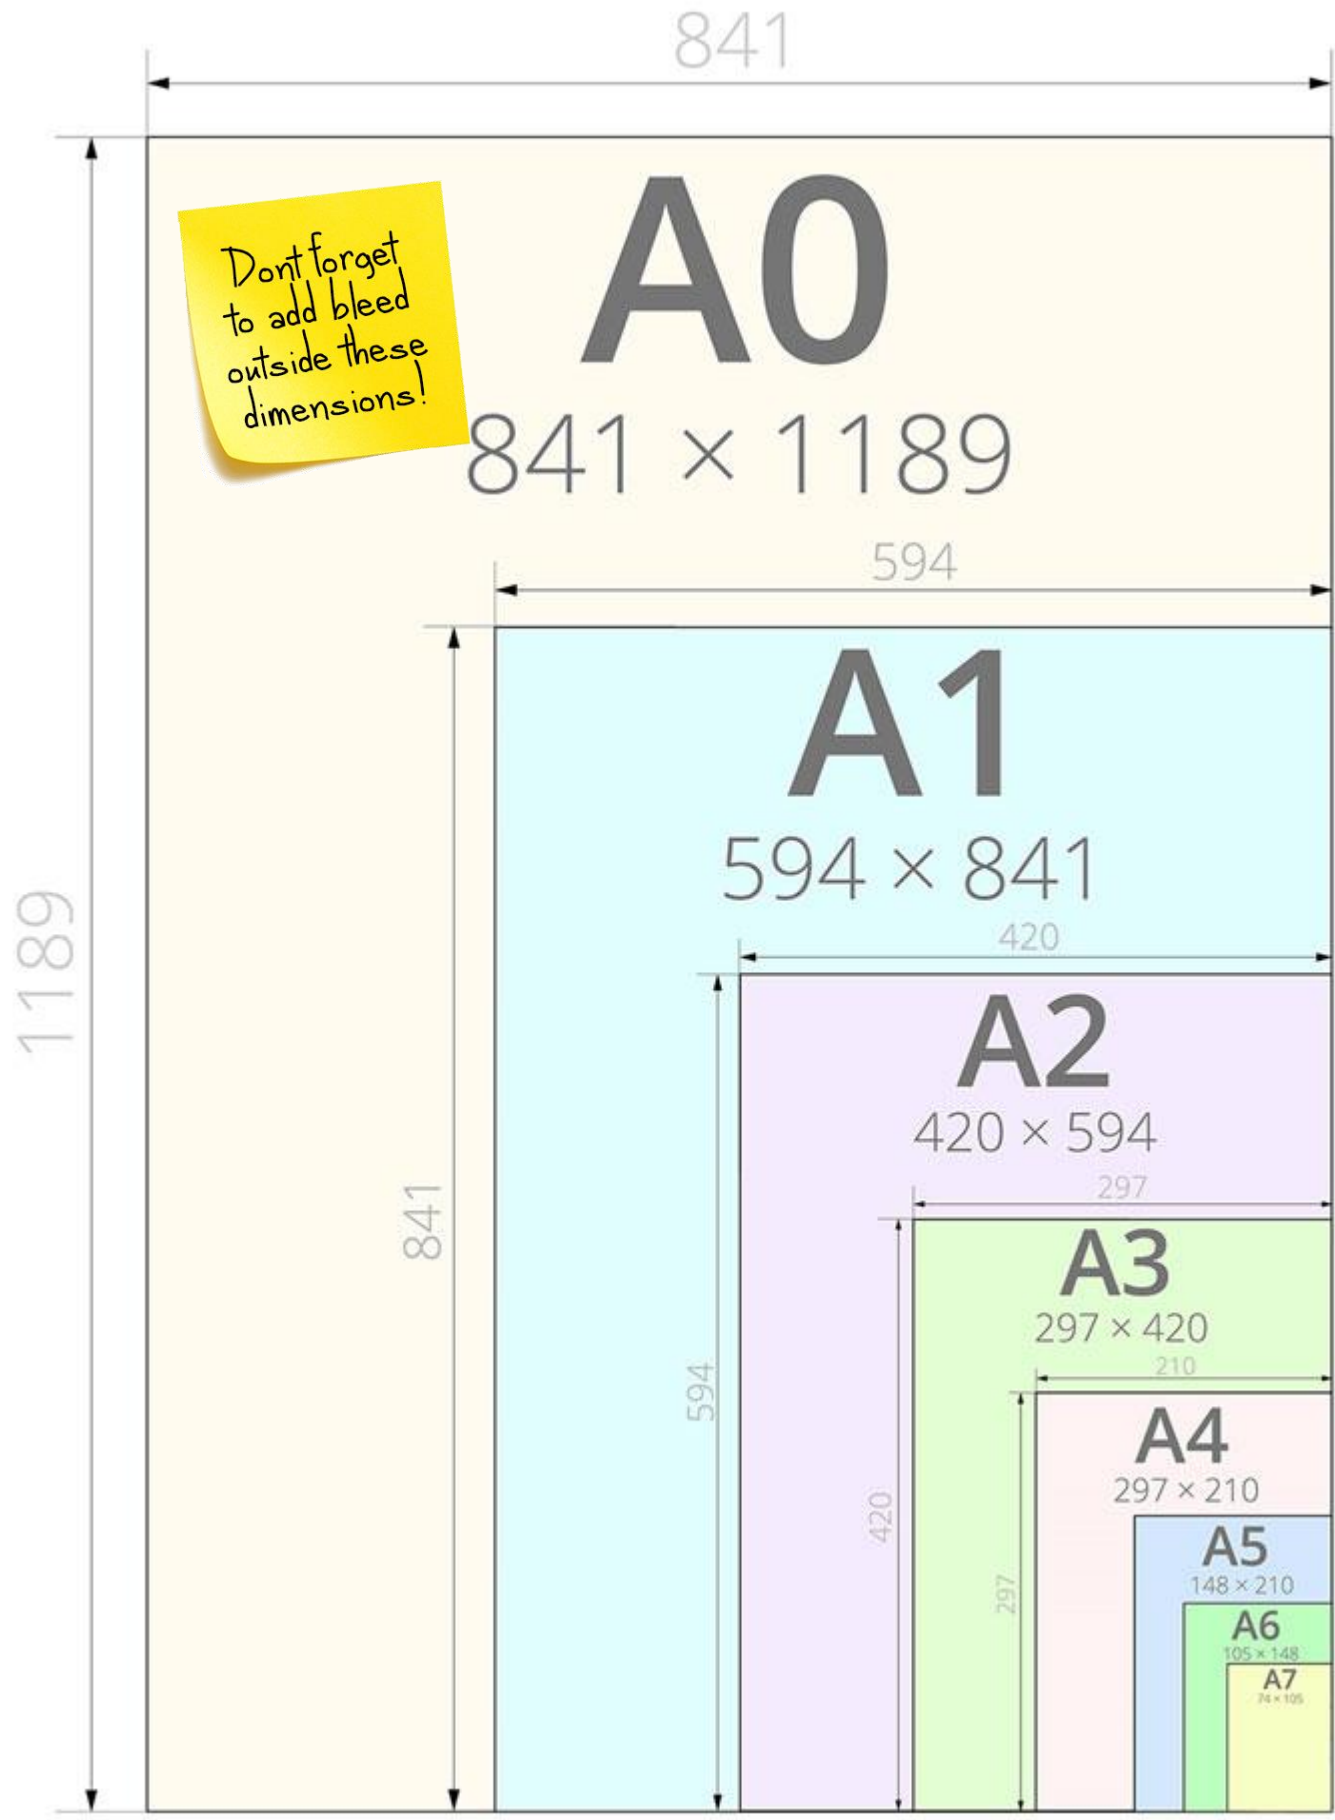 841
Dont forget
to add bleed
outside these
dimensions!
A0
841 × 1189
594
A1
594 × 841
420
1189
A2
420 × 594
297
841
A3
297 × 420
210
594
A4
297 × 210
420
A5
148 × 210
297
A6
105 × 148
A7
74 × 105